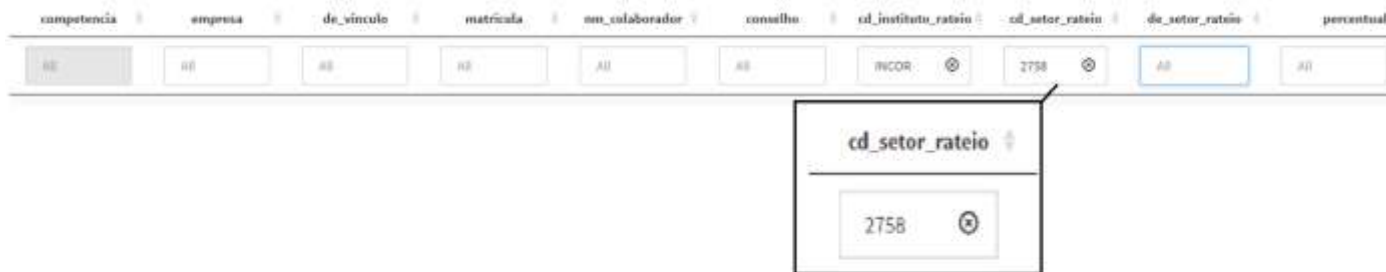 competencia empresa de_vinculo matricula nm_colaborador conselho cd_instituto_rateio cd_setor_rateio de_setor_rateio percentual
All All All All All All INCOR 2758 All All
cd_setor_rateio
2758